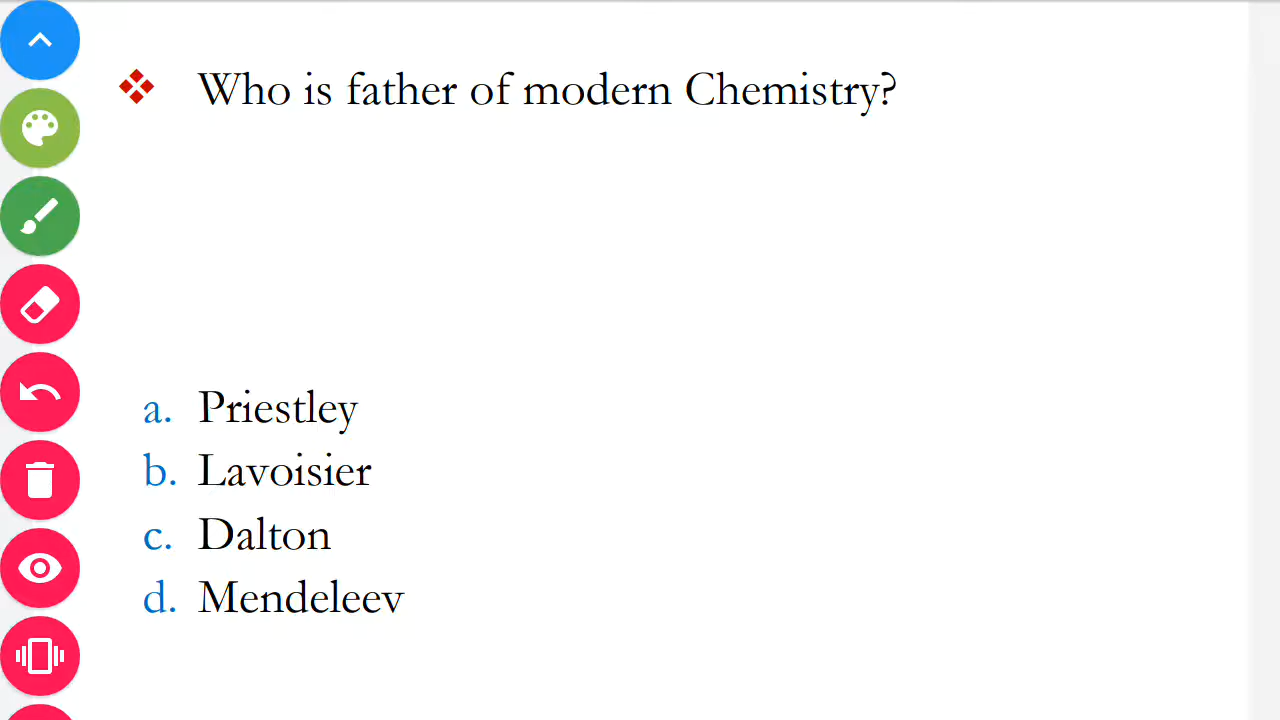 Who is father of modern Chemistry?
a. Priestley
b. Lavoisier
c. Dalton
d. Mendeleev